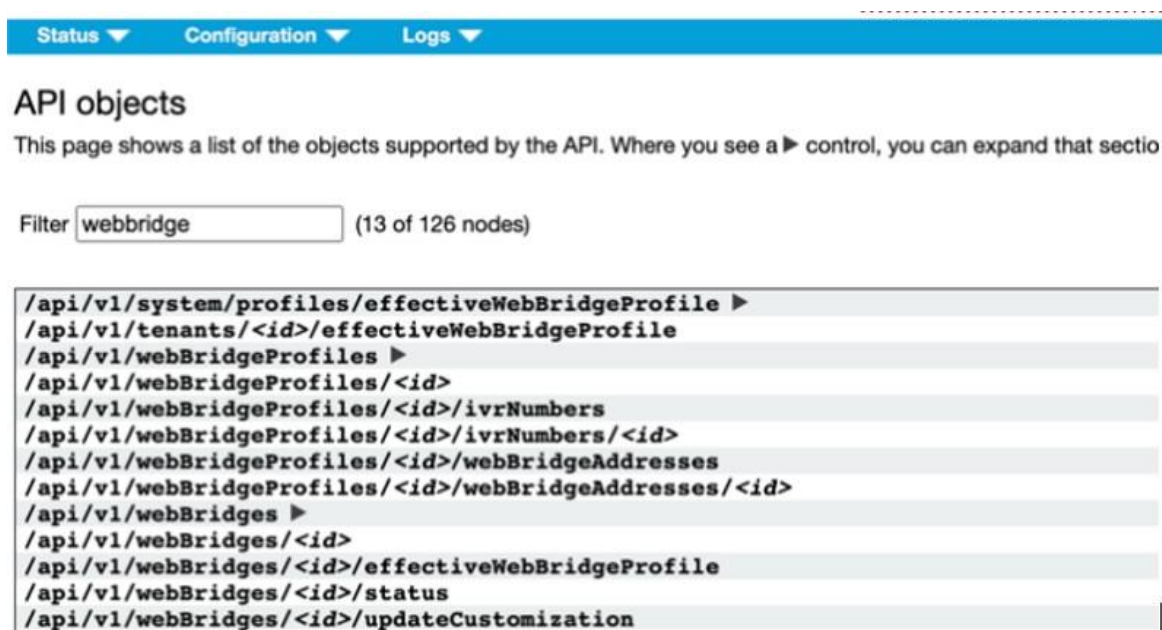 Status Configuration Logs
API objects
This page shows a list of the objects supported by the API. Where you see a ▶ control, you can expand that sectio
Filter webbridge (13 of 126 nodes)
/api/v1/system/profiles/effectiveWebBridgeProfile ▶
/api/v1/tenants/<id>/effectiveWebBridgeProfile
/api/v1/webBridgeProfiles ▶
/api/v1/webBridgeProfiles/<id>
/api/v1/webBridgeProfiles/<id>/ivrNumbers
/api/v1/webBridgeProfiles/<id>/ivrNumbers/<id>
/api/v1/webBridgeProfiles/<id>/webBridgeAddresses
/api/v1/webBridgeProfiles/<id>/webBridgeAddresses/<id>
/api/v1/webBridges ▶
/api/v1/webBridges/<id>
/api/v1/webBridges/<id>/effectiveWebBridgeProfile
/api/v1/webBridges/<id>/status
/api/v1/webBridges/<id>/updateCustomization